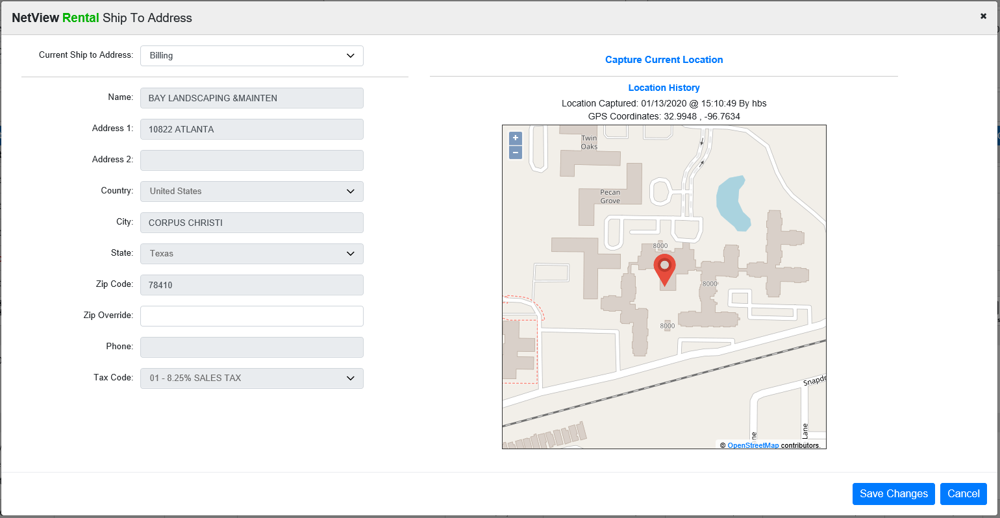 NetView Rental Ship To Address
✖
Current Ship to Address: Billing
Name: BAY LANDSCAPING &MAINTEN
Address 1: 10822 ATLANTA
Address 2:
Country: United States
City: CORPUS CHRISTI
State: Texas
Zip Code: 78410
Zip Override:
Phone:
Tax Code: 01 - 8.25% SALES TAX
Capture Current Location
Location History
Location Captured: 01/13/2020 @ 15:10:49 By hbs
GPS Coordinates: 32.9948 , -96.7634
+
−
Twin
Oaks
Pecan
Grove
8000
8000
8000
Lane
© OpenStreetMap contributors.
Save Changes
Cancel